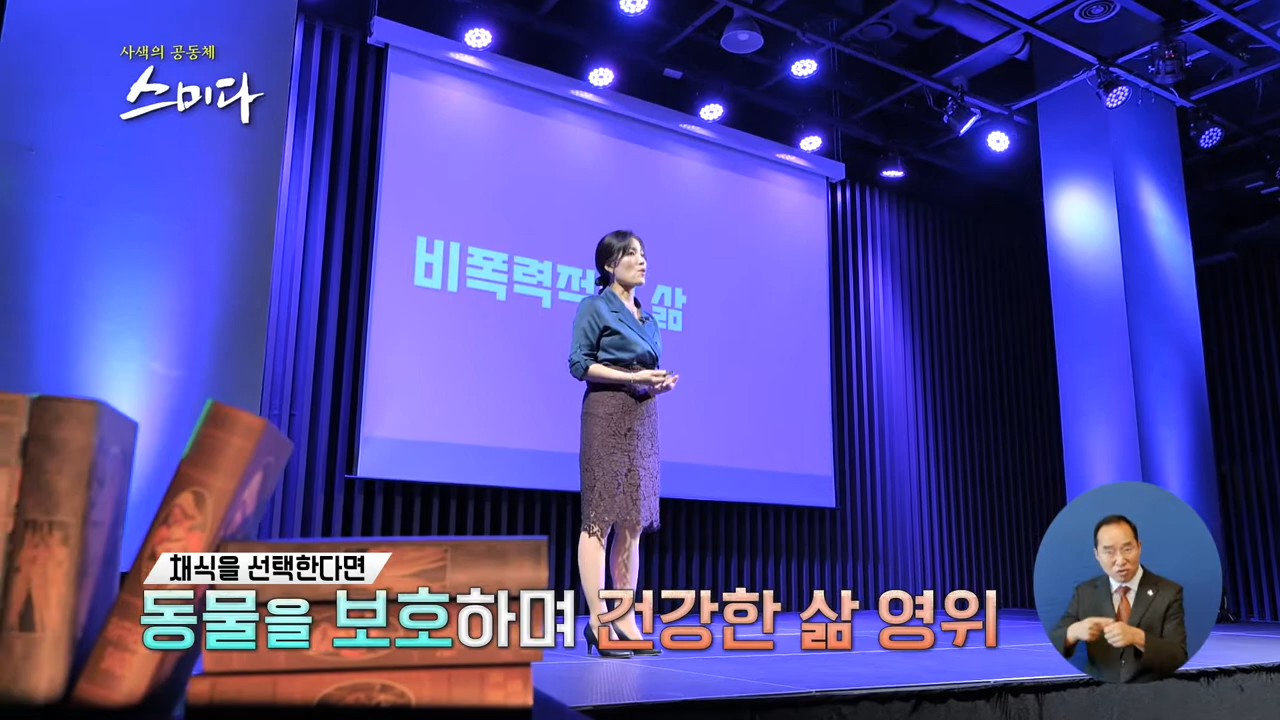 사색의 공동체
스미다
비폭력적 삶
채식을 선택한다면
동물을 보호하며 건강한 삶 영위